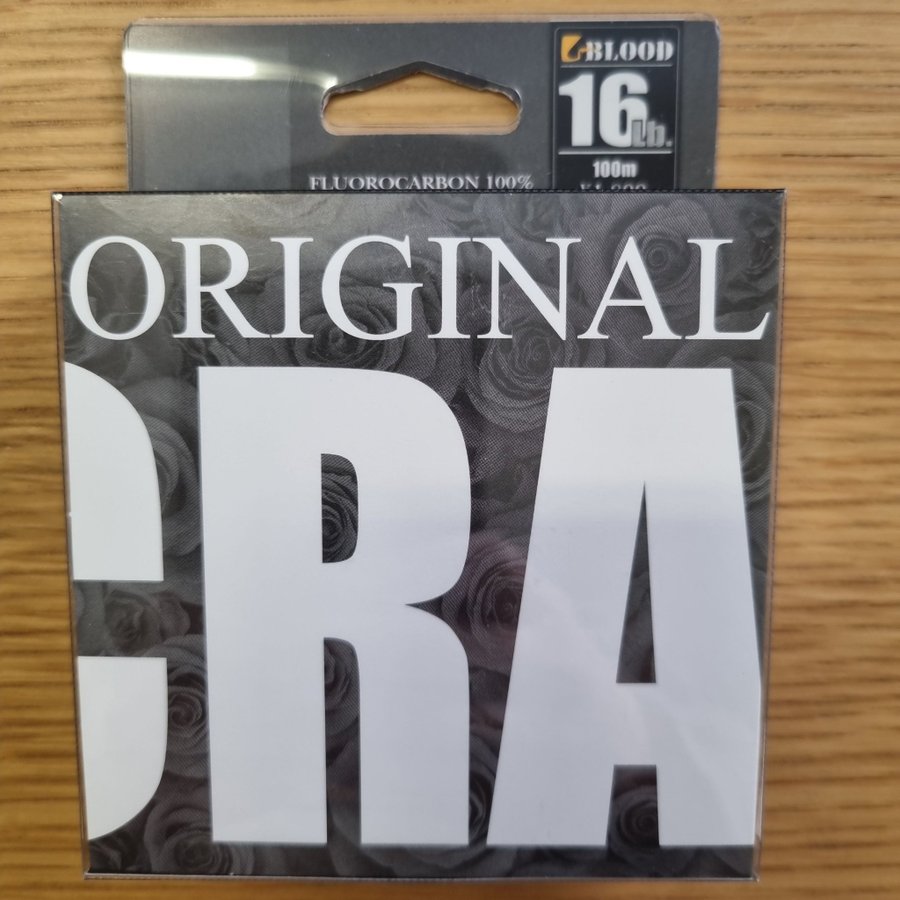 BLOOD
16Lb.
100m
FLUOROCARBON 100%
ORIGINAL
CRA